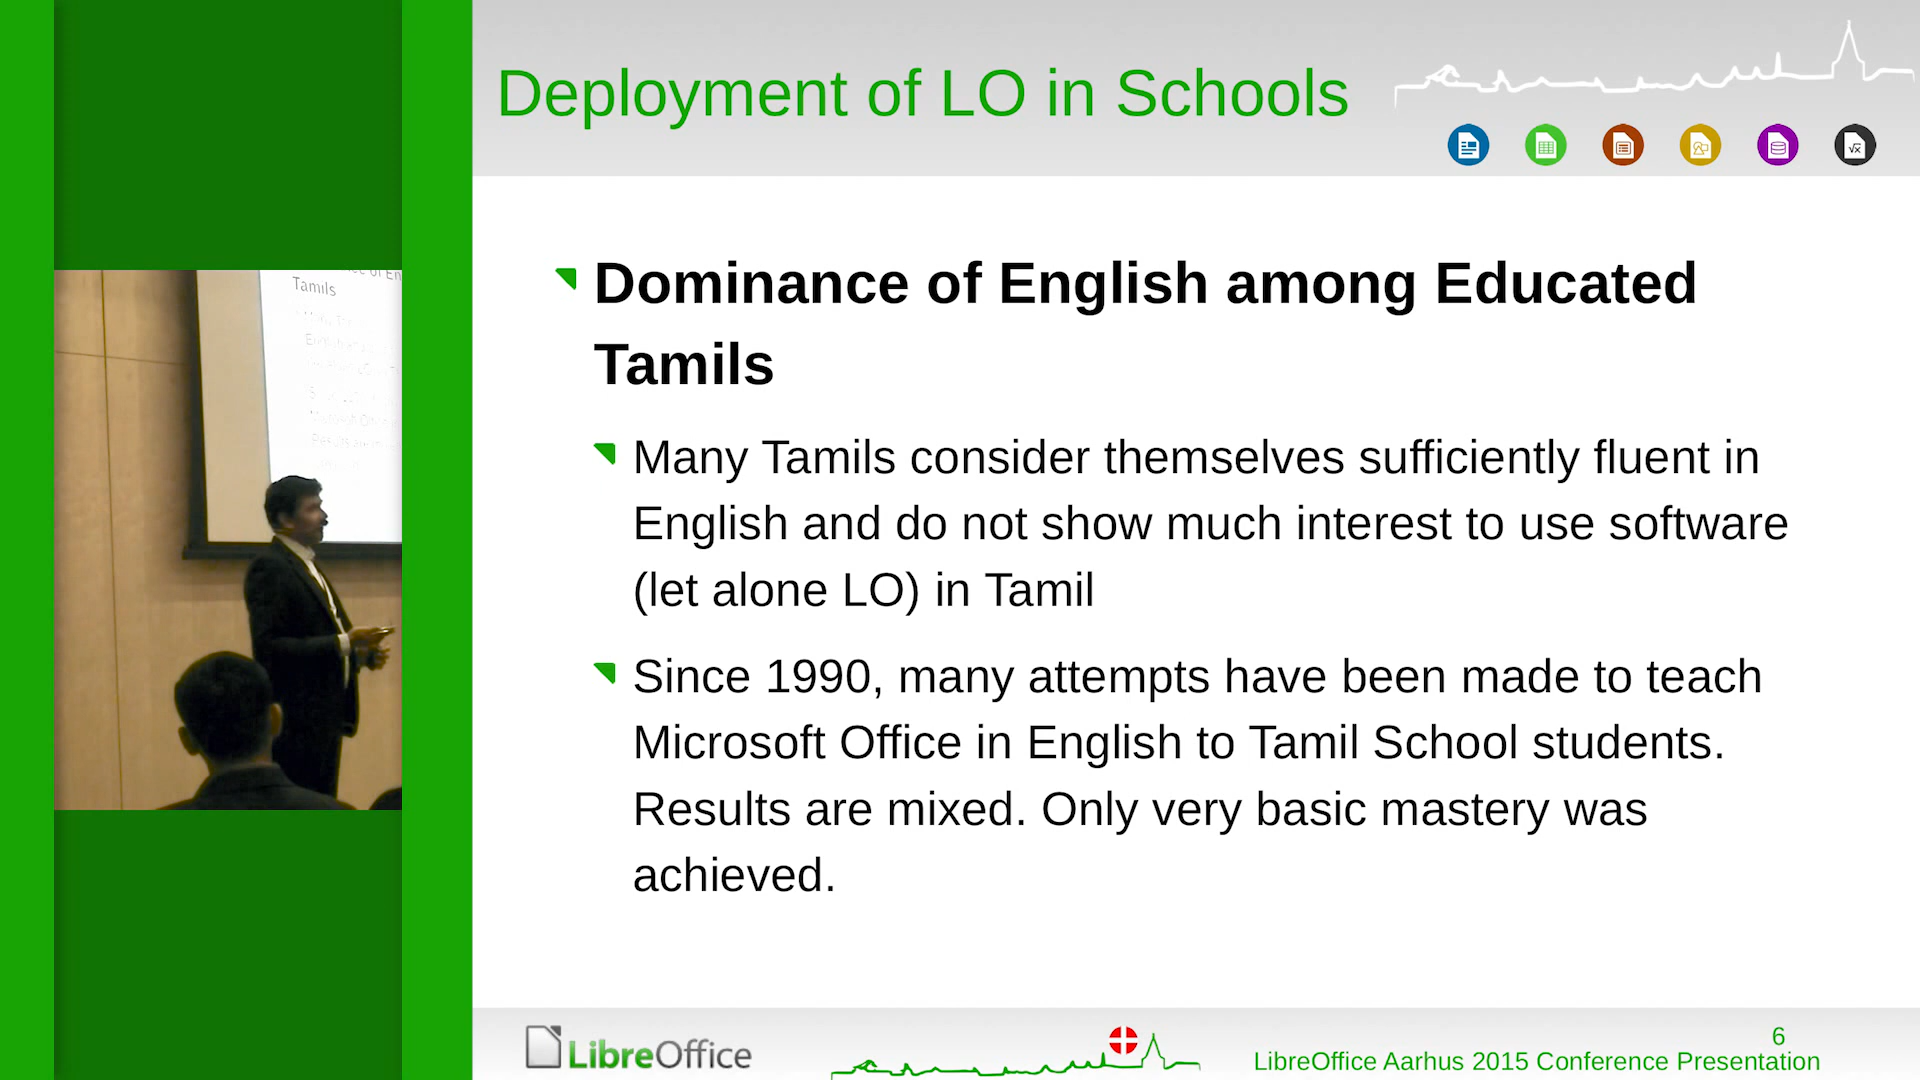 Deployment of LO in Schools
Dominance of English among Educated
Tamils
Many Tamils consider themselves sufficiently fluent in
English and do not show much interest to use software
(let alone LO) in Tamil
Since 1990, many attempts have been made to teach
Microsoft Office in English to Tamil School students.
Results are mixed. Only very basic mastery was
achieved.
LibreOffice
6
LibreOffice Aarhus 2015 Conference Presentation
Tamils